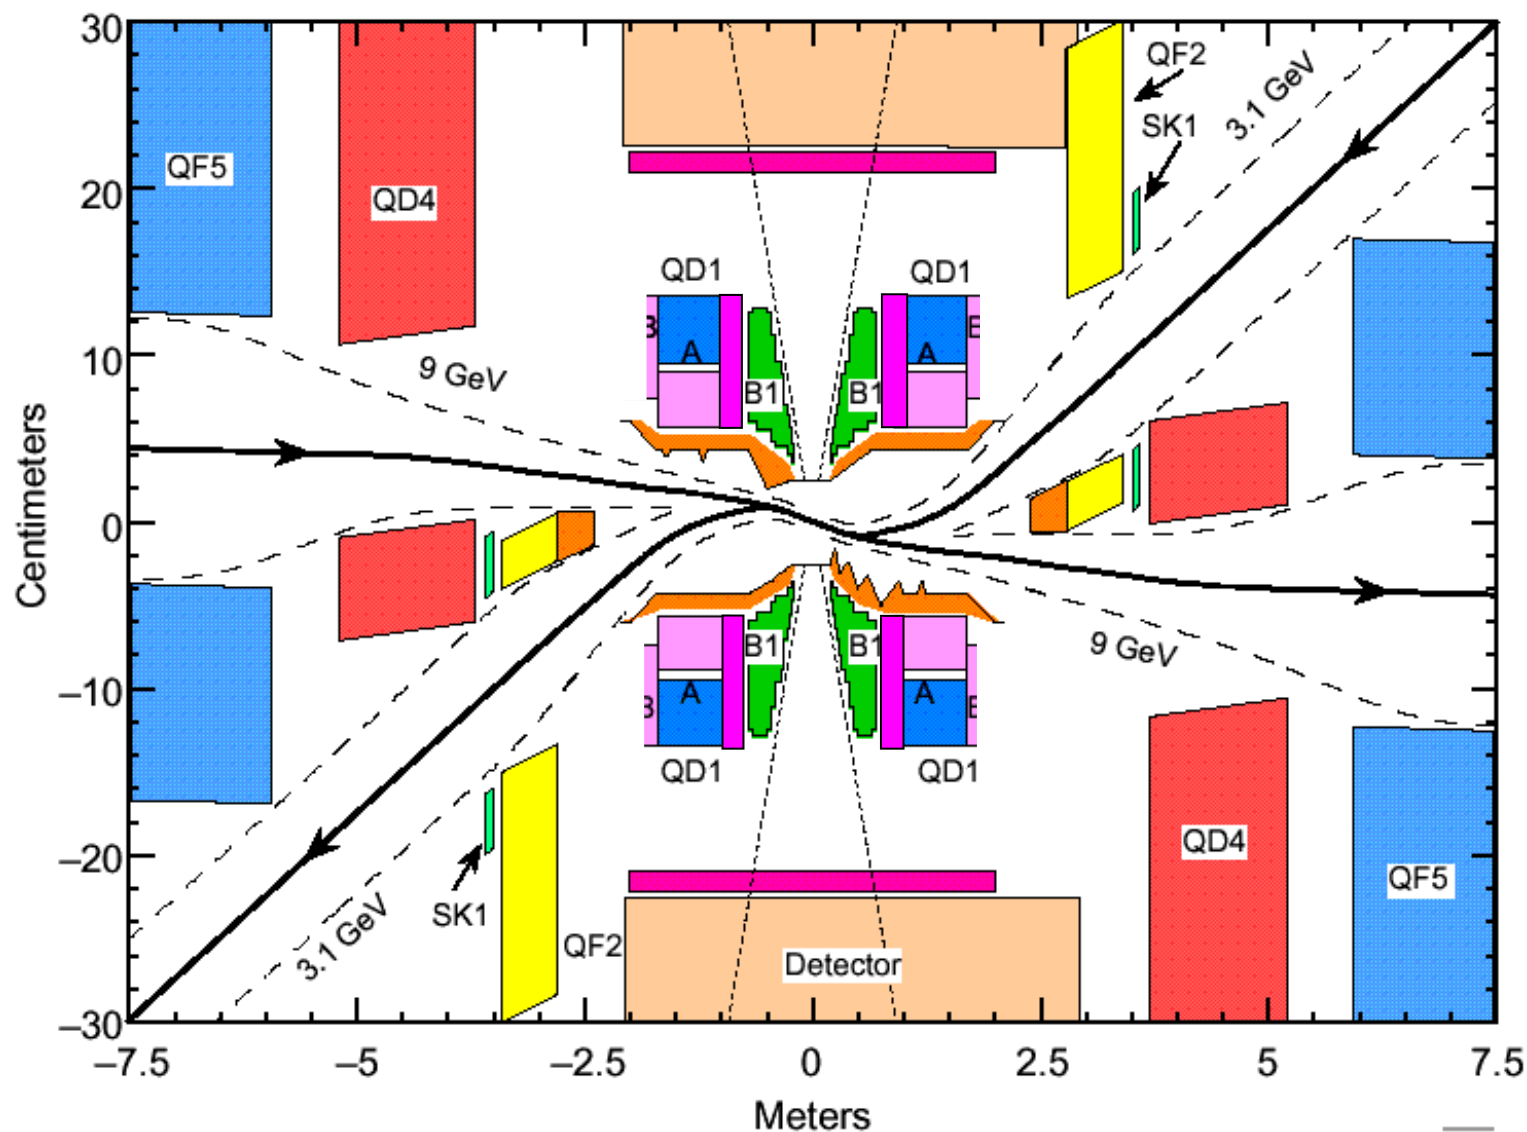 30
QF2
3.1 GeV
SK1
QF5
20
QD4
QD1
QD1
B
A
A
B
10
9 GeV
B1
B1
Centimeters
0
B1
B1
9 GeV
–10
B
A
A
B
QD1
QD1
QD4
–20
QF5
SK1
3.1 GeV
QF2
Detector
–30
–7.5
–5
–2.5
0
2.5
5
7.5
Meters